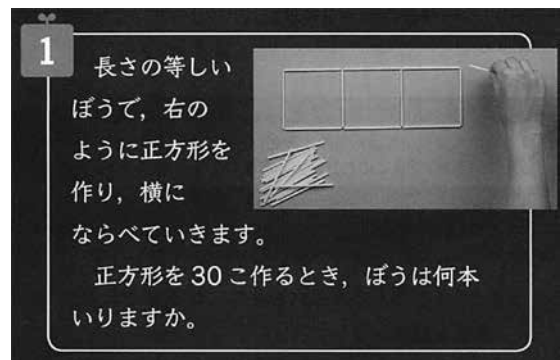 1
長さの等しい
ぼうで，右の
ように正方形を
作り，横に
ならべていきます。
正方形を30こ作るとき，ぼうは何本
いりますか。